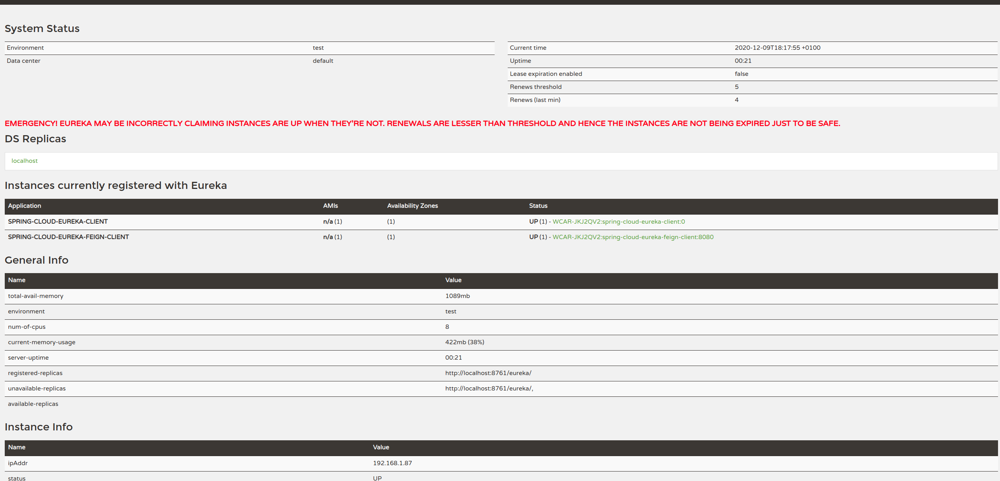 System Status
Environment test
Data center default
Current time 2020-12-09T18:17:55 +0100
Uptime 00:21
Lease expiration enabled false
Renews threshold 5
Renews (last min) 4
EMERGENCY! EUREKA MAY BE INCORRECTLY CLAIMING INSTANCES ARE UP WHEN THEY'RE NOT. RENEWALS ARE LESSER THAN THRESHOLD AND HENCE THE INSTANCES ARE NOT BEING EXPIRED JUST TO BE SAFE.
DS Replicas
localhost
Instances currently registered with Eureka
Application AMIs Availability Zones Status
SPRING-CLOUD-EUREKA-CLIENT n/a (1) (1) UP (1) - WCAR-JKJ2QV2:spring-cloud-eureka-client:0
SPRING-CLOUD-EUREKA-FEIGN-CLIENT n/a (1) (1) UP (1) - WCAR-JKJ2QV2:spring-cloud-eureka-feign-client:8080
General Info
Name Value
total-avail-memory 1089mb
environment test
num-of-cpus 8
current-memory-usage 422mb (38%)
server-uptime 00:21
registered-replicas http://localhost:8761/eureka/
unavailable-replicas http://localhost:8761/eureka/,
available-replicas
Instance Info
Name Value
ipAddr 192.168.1.87
status UP